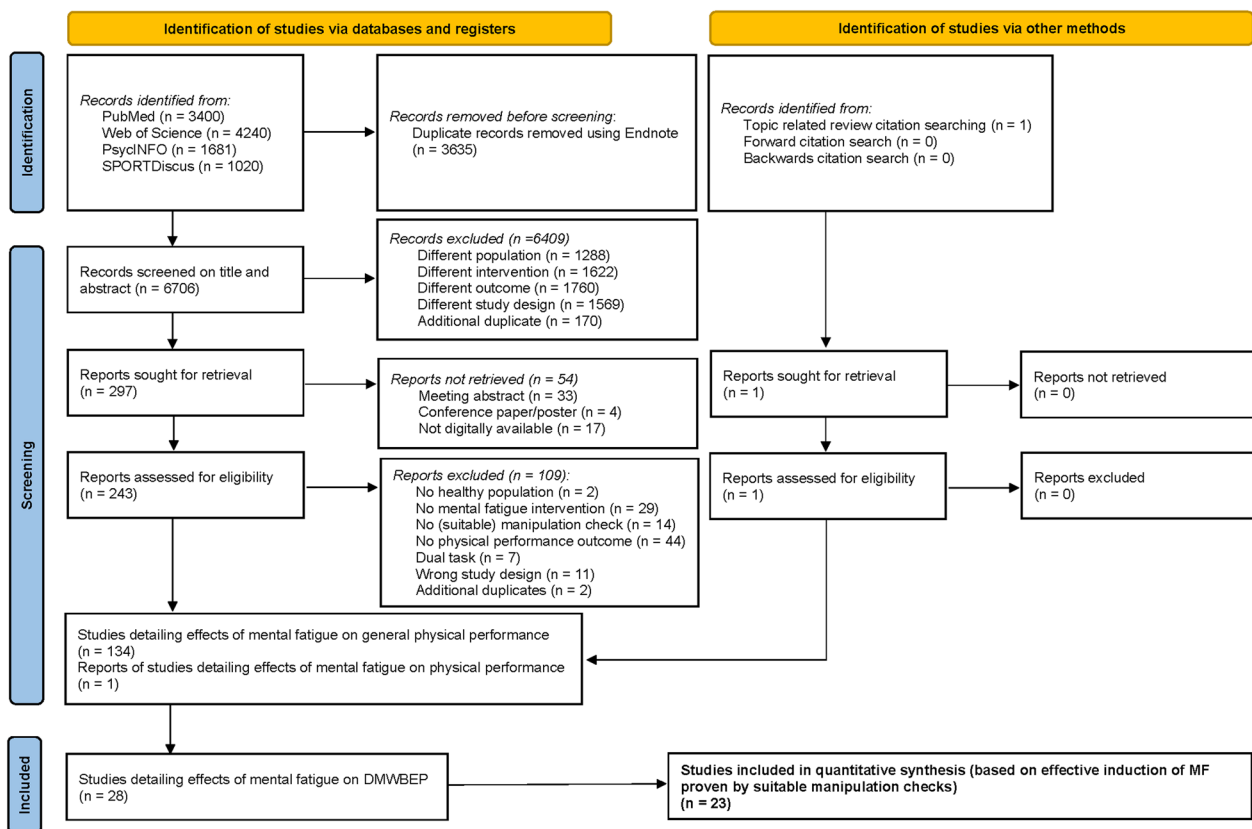 Identification of studies via databases and registers
Identification of studies via other methods
Identification
Records identified from:
PubMed (n = 3400)
Web of Science (n = 4240)
PsycINFO (n = 1681)
SPORTDiscus (n = 1020)
Records removed before screening:
Duplicate records removed using Endnote
(n = 3635)
Records identified from:
Topic related review citation searching (n = 1)
Forward citation search (n = 0)
Backwards citation search (n = 0)
Screening
Records screened on title and
abstract (n = 6706)
Records excluded (n =6409)
Different population (n = 1288)
Different intervention (n = 1622)
Different outcome (n = 1760)
Different study design (n = 1569)
Additional duplicate (n = 170)
Reports sought for retrieval
(n = 297)
Reports not retrieved (n = 54)
Meeting abstract (n = 33)
Conference paper/poster (n = 4)
Not digitally available (n = 17)
Reports sought for retrieval
(n = 1)
Reports not retrieved
(n = 0)
Reports assessed for eligibility
(n = 243)
Reports excluded (n = 109):
No healthy population (n = 2)
No mental fatigue intervention (n = 29)
No (suitable) manipulation check (n = 14)
No physical performance outcome (n = 44)
Dual task (n = 7)
Wrong study design (n = 11)
Additional duplicates (n = 2)
Reports assessed for eligibility
(n = 1)
Reports excluded
(n = 0)
Studies detailing effects of mental fatigue on general physical performance
(n = 134)
Reports of studies detailing effects of mental fatigue on physical performance
(n = 1)
Included
Studies detailing effects of mental fatigue on DMWBEP
(n = 28)
Studies included in quantitative synthesis (based on effective induction of MF
proven by suitable manipulation checks)
(n = 23)